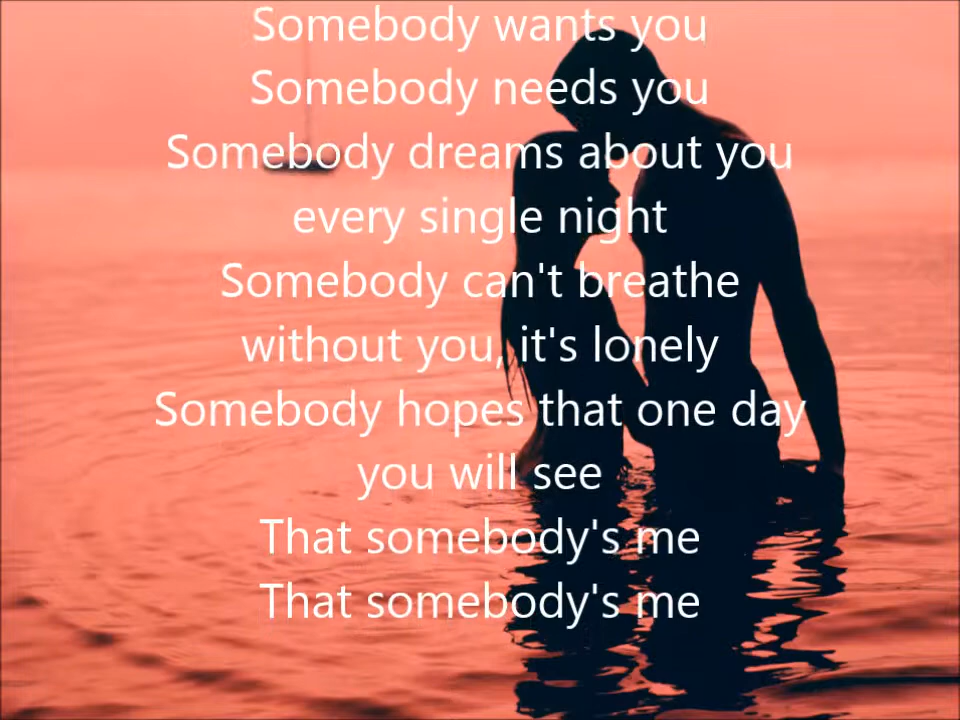 Somebody wants you
Somebody needs you
Somebody dreams about you
every single night
Somebody can't breathe
without you, it's lonely
Somebody hopes that one day
you will see
That somebody's me
That somebody's me